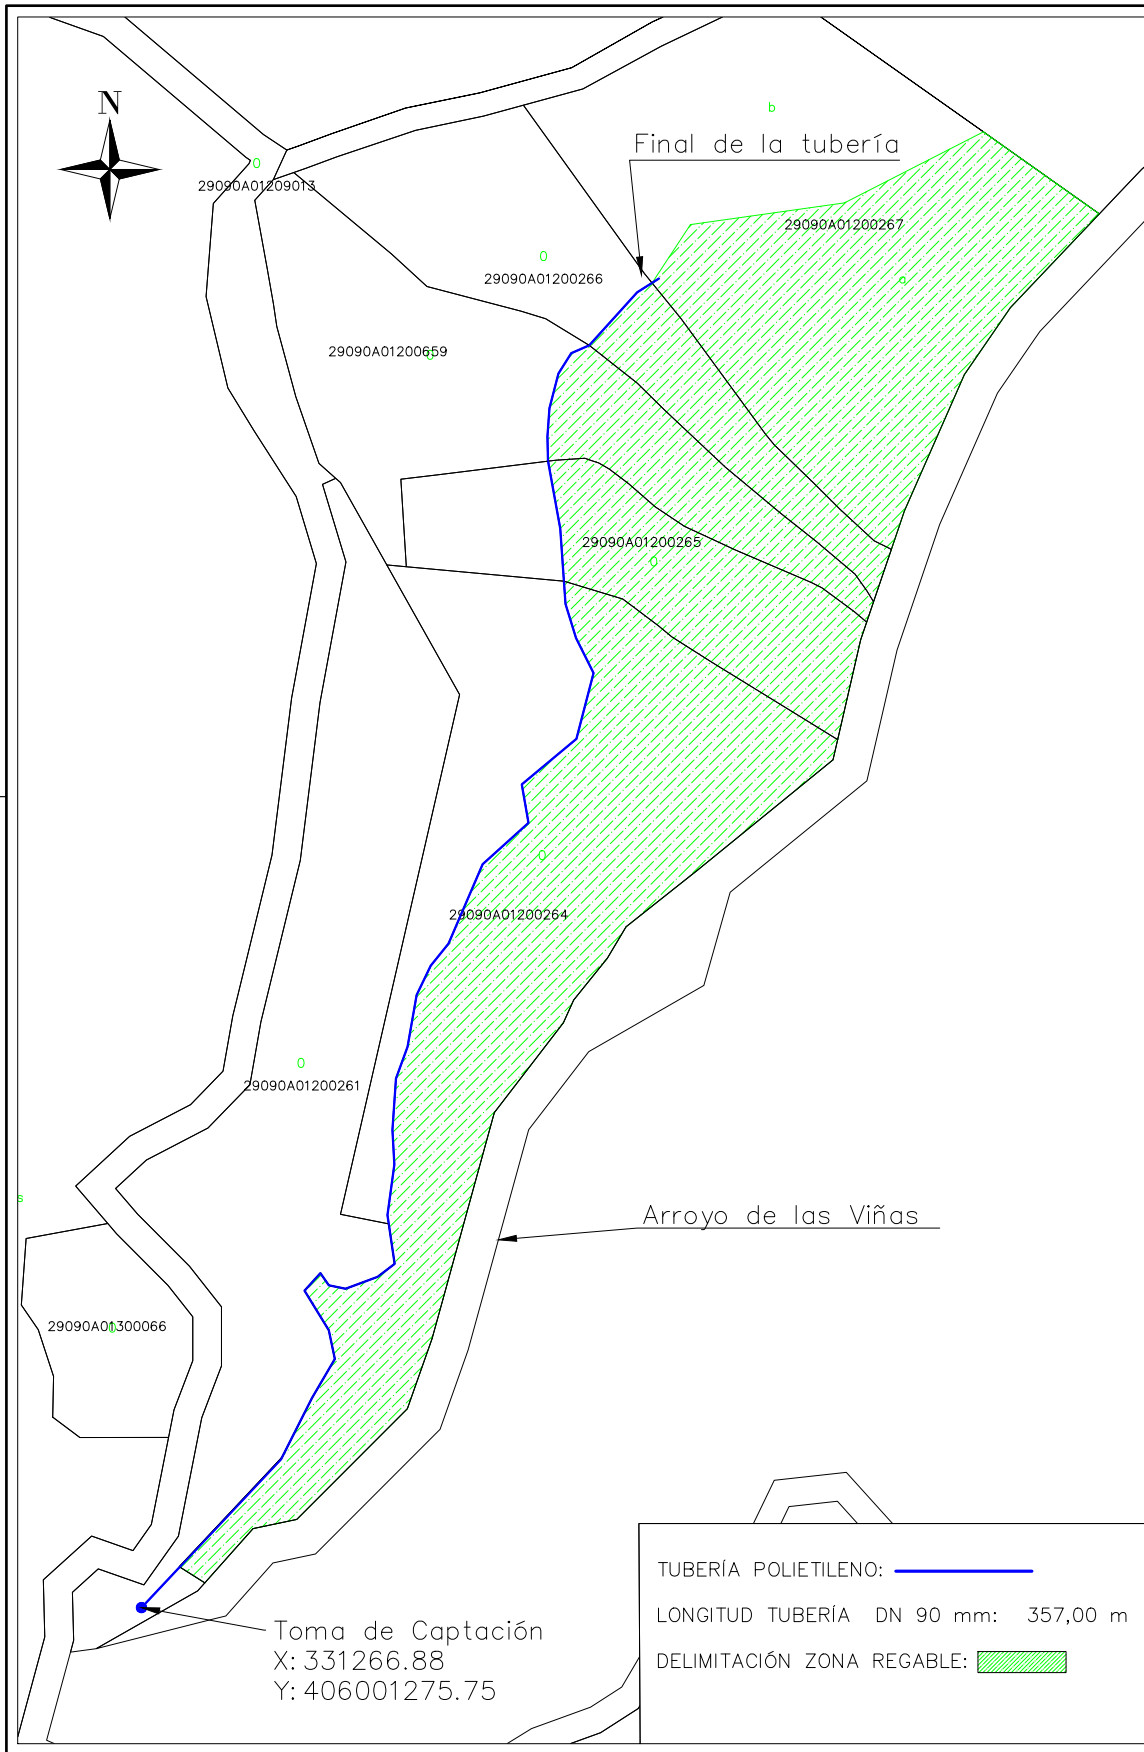 N
b
Final de la tubería
0
29090A01209013
29090A01200267
0
29090A01200266
a
29090A01200659
0
29090A01200265
0
0
29090A01200264
0
29090A01200261
s
Arroyo de las Viñas
29090A01300066
0
TUBERÍA POLIETILENO:
LONGITUD TUBERÍA DN 90 mm: 357,00 m
DELIMITACIÓN ZONA REGABLE:
Toma de Captación
X: 331266.88
Y: 406001275.75